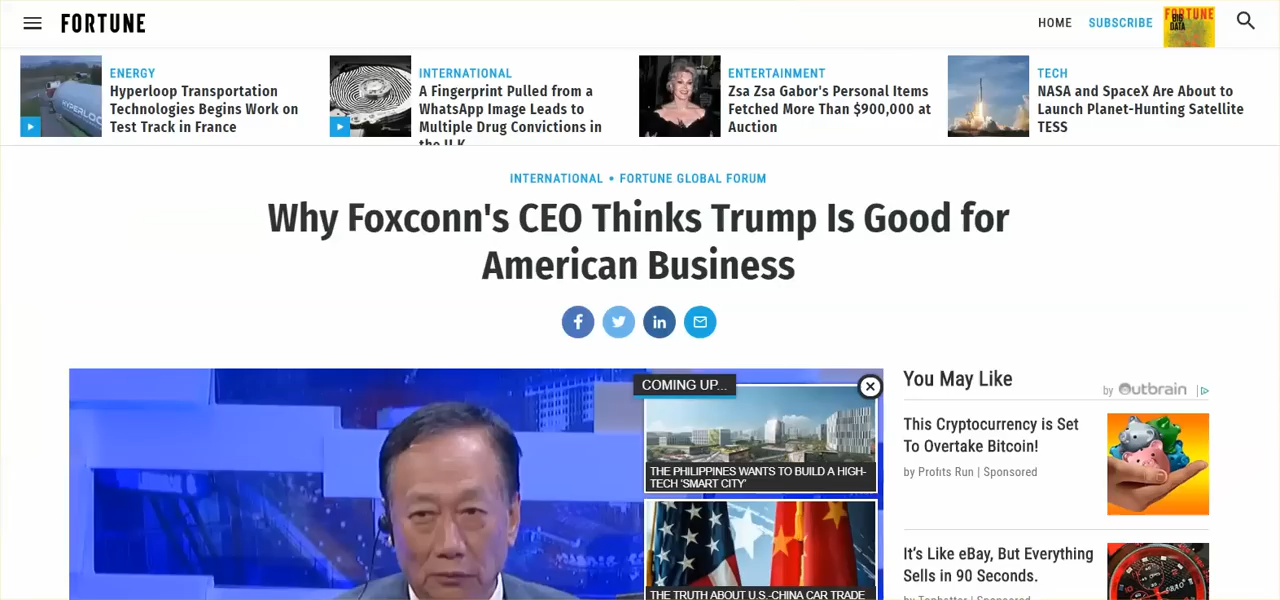 FORTUNE
HOME
SUBSCRIBE
FORTUNE
BIG
DATA
ENERGY
Hyperloop Transportation
Technologies Begins Work on
Test Track in France
HYPERLOO
INTERNATIONAL
A Fingerprint Pulled from a
WhatsApp Image Leads to
Multiple Drug Convictions in
the U.K.
ENTERTAINMENT
Zsa Zsa Gabor's Personal Items
Fetched More Than $900,000 at
Auction
TECH
NASA and SpaceX Are About to
Launch Planet-Hunting Satellite
TESS
INTERNATIONAL • FORTUNE GLOBAL FORUM
Why Foxconn's CEO Thinks Trump Is Good for
American Business
COMING UP...
THE PHILIPPINES WANTS TO BUILD A HIGH-
TECH 'SMART CITY'
THE TRUTH ABOUT U.S.-CHINA CAR TRADE
You May Like
by Outbrain
This Cryptocurrency is Set
To Overtake Bitcoin!
by Profits Run | Sponsored
It's Like eBay, But Everything
Sells in 90 Seconds.
by Tophatter | Sponsored